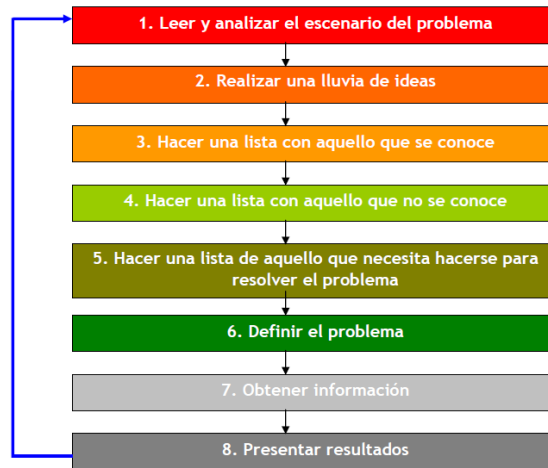 1. Leer y analizar el escenario del problema
2. Realizar una lluvia de ideas
3. Hacer una lista con aquello que se conoce
4. Hacer una lista con aquello que no se conoce
5. Hacer una lista de aquello que necesita hacerse para
resolver el problema
6. Definir el problema
7. Obtener información
8. Presentar resultados